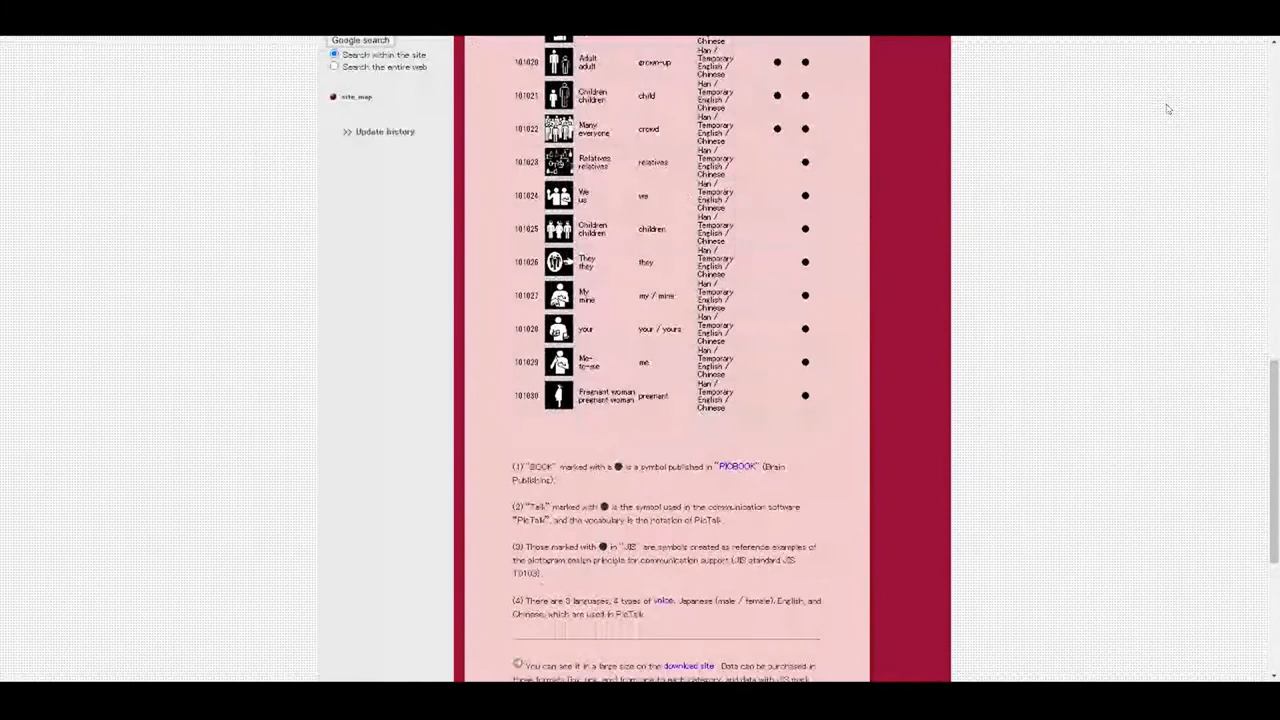 Google search
Search within the site
Search the entire web
site_map
>> Update history
Chinese
101020 Adult adult grown-up Han / Temporary English / Chinese ● ●
101021 Children children child Han / Temporary English / Chinese ● ●
101022 Many everyone crowd Han / Temporary English / Chinese ● ●
101023 Relatives relatives relatives Han / Temporary English / Chinese ●
101024 We us we Han / Temporary English / Chinese ●
101025 Children children children Han / Temporary English / Chinese ●
101026 They they they Han / Temporary English / Chinese ●
101027 My mine my / mine Han / Temporary English / Chinese ●
101028 your your / yours Han / Temporary English / Chinese ●
101029 Me- to-me me Han / Temporary English / Chinese ●
101030 Pregnant woman pregnant woman pregnant Han / Temporary English / Chinese ●
(1) "BOOK" marked with a ● is a symbol published in "PICBOOK" (Brain
Publishing).
(2) "Talk" marked with ● is the symbol used in the communication software
"PicTalk", and the vocabulary is the notation of PicTalk.
(3) Those marked with ● in "JIS" are symbols created as reference examples of
the pictogram design principle for communication support (JIS standard JIS
T0103).
(4) There are 3 languages, 4 types of voice, Japanese (male / female), English, and
Chinese, which are used in PicTalk.
You can see it in a large size on the download site. Data can be purchased in